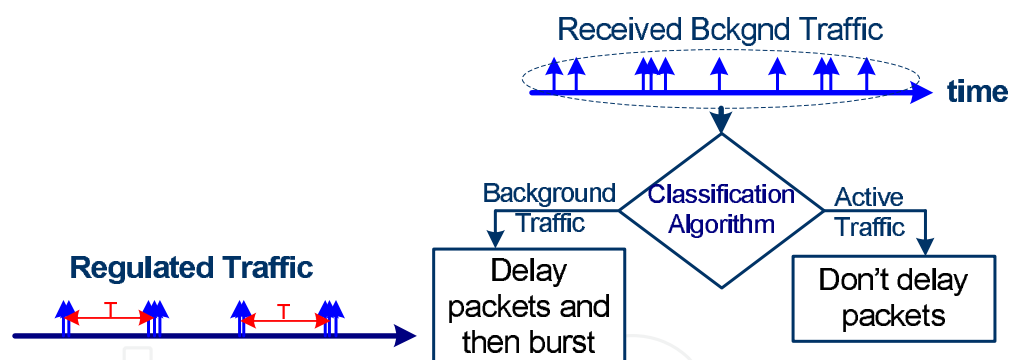 Received Bckgnd Traffic
time
Background
Traffic
Classification
Algorithm
Active
Traffic
Regulated Traffic
T
T
Delay
packets and
then burst
Don't delay
packets